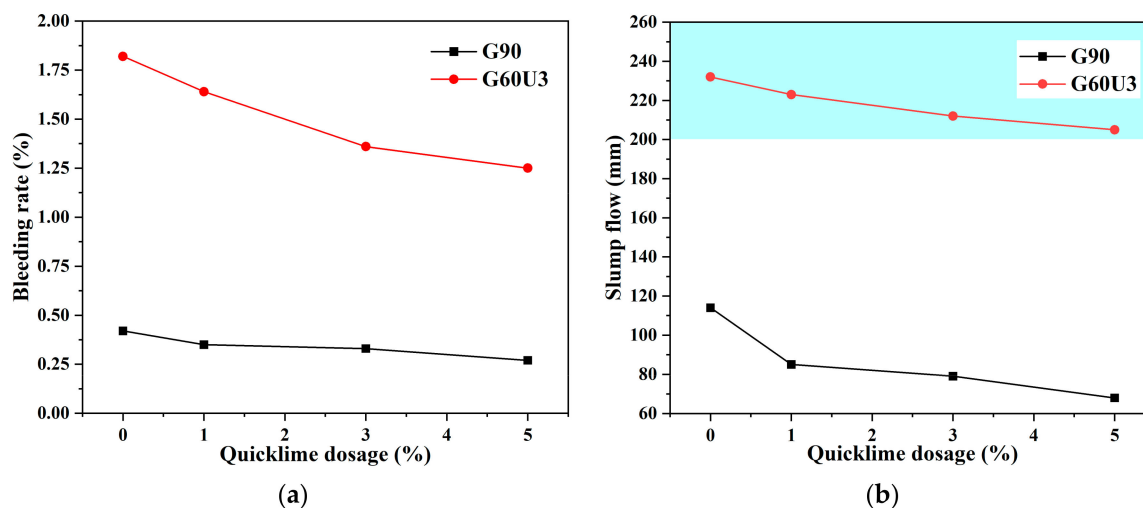 2.00
1.75
1.50
1.25
1.00
0.75
0.50
0.25
0.00
Bleeding rate (%)
G90
G60U3
0 1 2 3 4 5
Quicklime dosage (%)
(a)
260
240
220
200
180
160
140
120
100
80
60
Slump flow (mm)
G90
G60U3
0 1 2 3 4 5
Quicklime dosage (%)
(b)